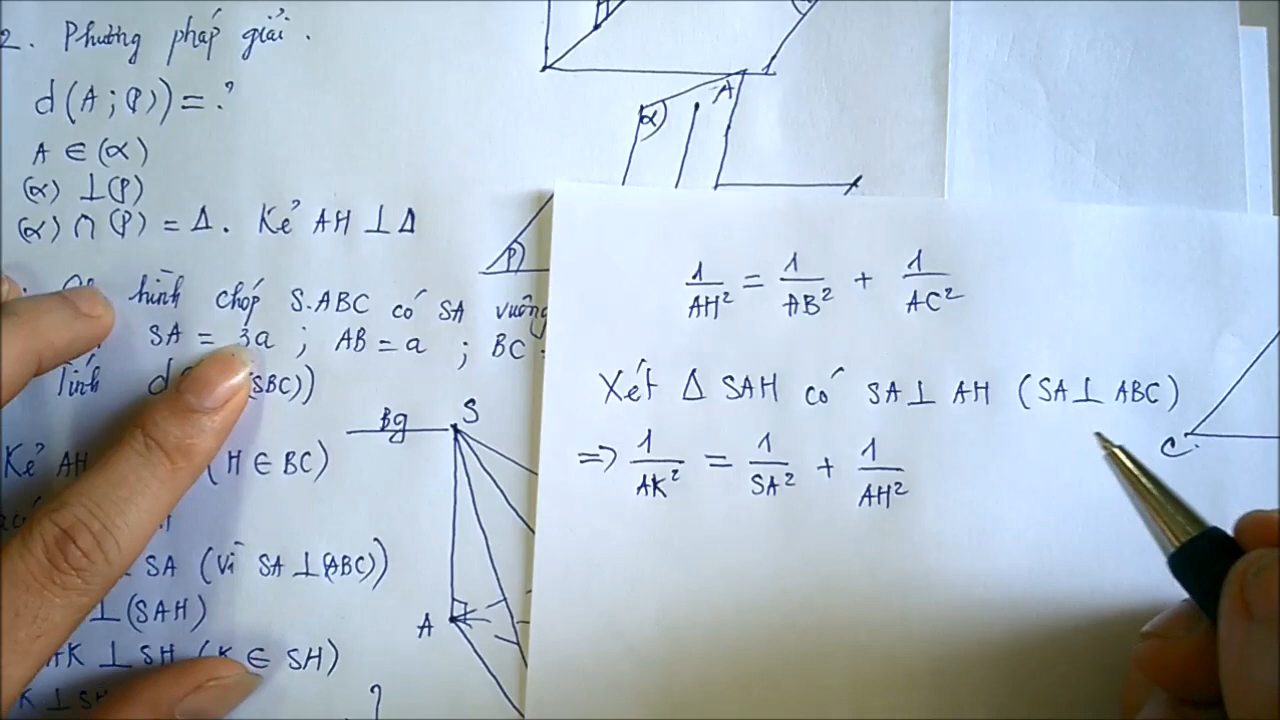 2. Phương pháp giải.
d(A;(P)) = ?
A ∈ (α)
(α) ⊥ (P)
(α) ∩ (P) = Δ. Kẻ AH ⊥ Δ
hình chóp S.ABC có SA vuông
SA = 3a ; AB = a ; BC
Tính d (SBC))
Bg
S
Kẻ AH (H ∈ BC)
SA (vì SA ⊥ (ABC))
⊥ (SAH)
AK ⊥ SH (K ∈ SH)
K ⊥ SH
?
A
α
A
P
1/AH² = 1/AB² + 1/AC²
Xét Δ SAH có SA ⊥ AH (SA ⊥ ABC)
=> 1/AK² = 1/SA² + 1/AH²
C